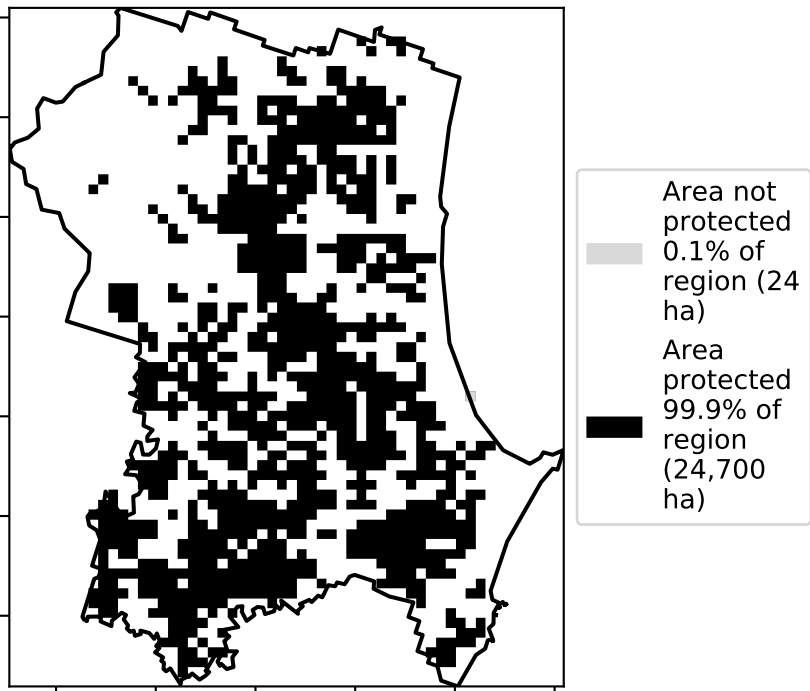 Area not
protected
0.1% of
region (24
ha)
Area
protected
99.9% of
region
(24,700
ha)